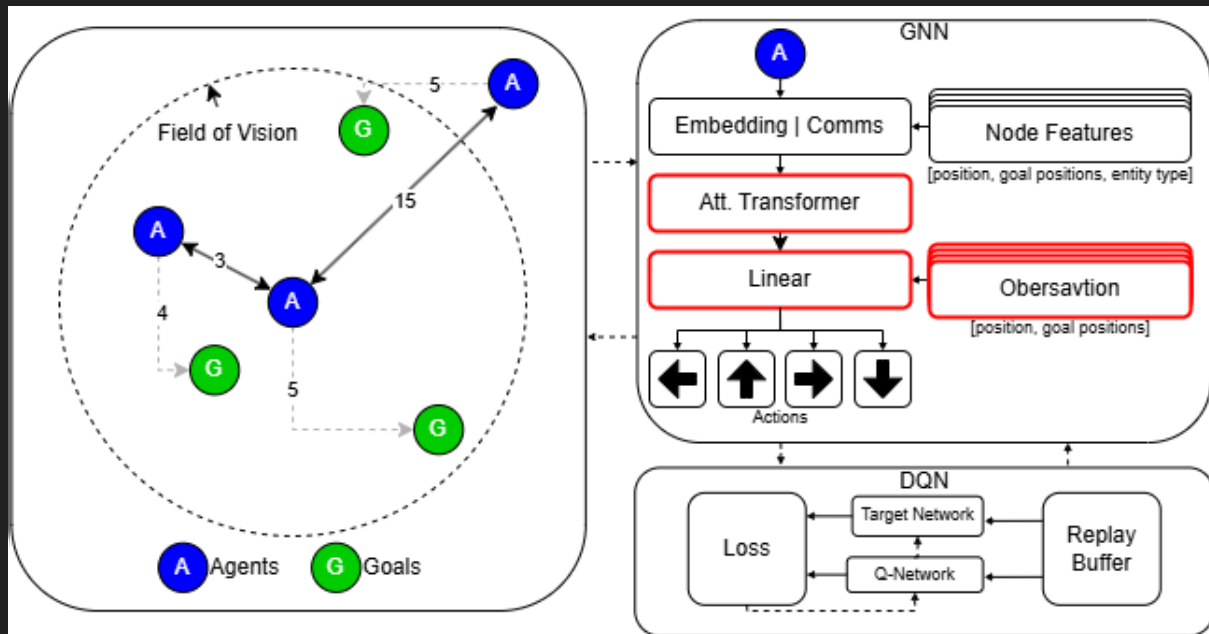 A
5
Field of Vision
G
15
A
3
A
4
G
5
G
A Agents
G Goals
GNN
A
Embedding | Comms
Node Features
[position, goal positions, entity type]
Att. Transformer
Linear
Obersavtion
[position, goal positions]
Actions
DQN
Loss
Target Network
Q-Network
Replay
Buffer